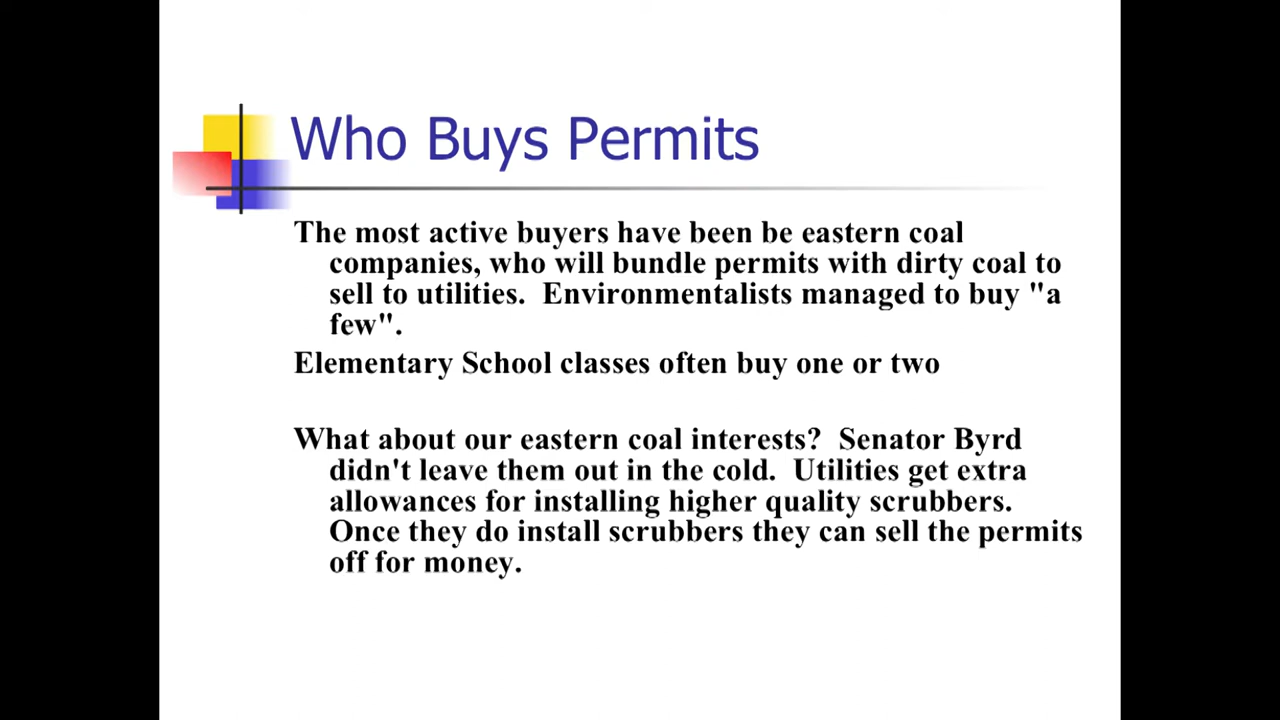 Who Buys Permits
The most active buyers have been be eastern coal
companies, who will bundle permits with dirty coal to
sell to utilities.  Environmentalists managed to buy "a
few".
Elementary School classes often buy one or two
What about our eastern coal interests?  Senator Byrd
didn't leave them out in the cold.  Utilities get extra
allowances for installing higher quality scrubbers.
Once they do install scrubbers they can sell the permits
off for money.